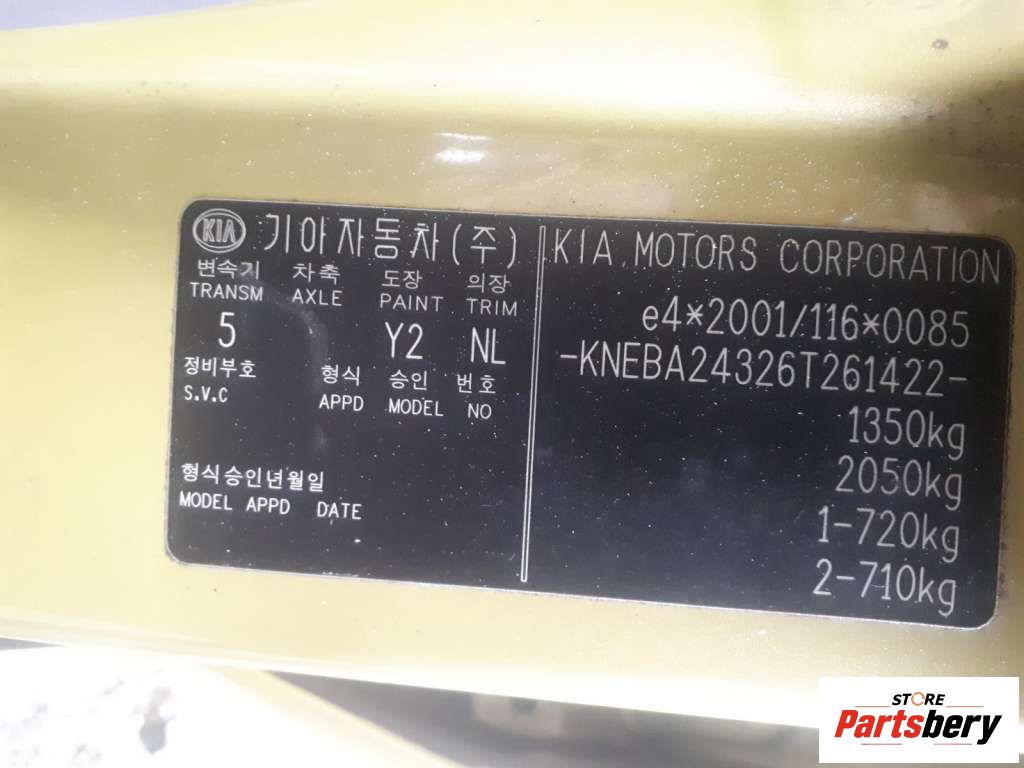 KIA 기아자동차(주)
변속기 차축 도장 의장
TRANSM AXLE PAINT TRIM
5 Y2 NL
정비부호 형식 승인 번호
S.V.C APPD MODEL NO
형식승인년월일
MODEL APPD DATE
KIA MOTORS CORPORATION
e4*2001/116*0085
-KNEBA24326T261422-
1350kg
2050kg
1-720kg
2-710kg
STORE
Partsbery